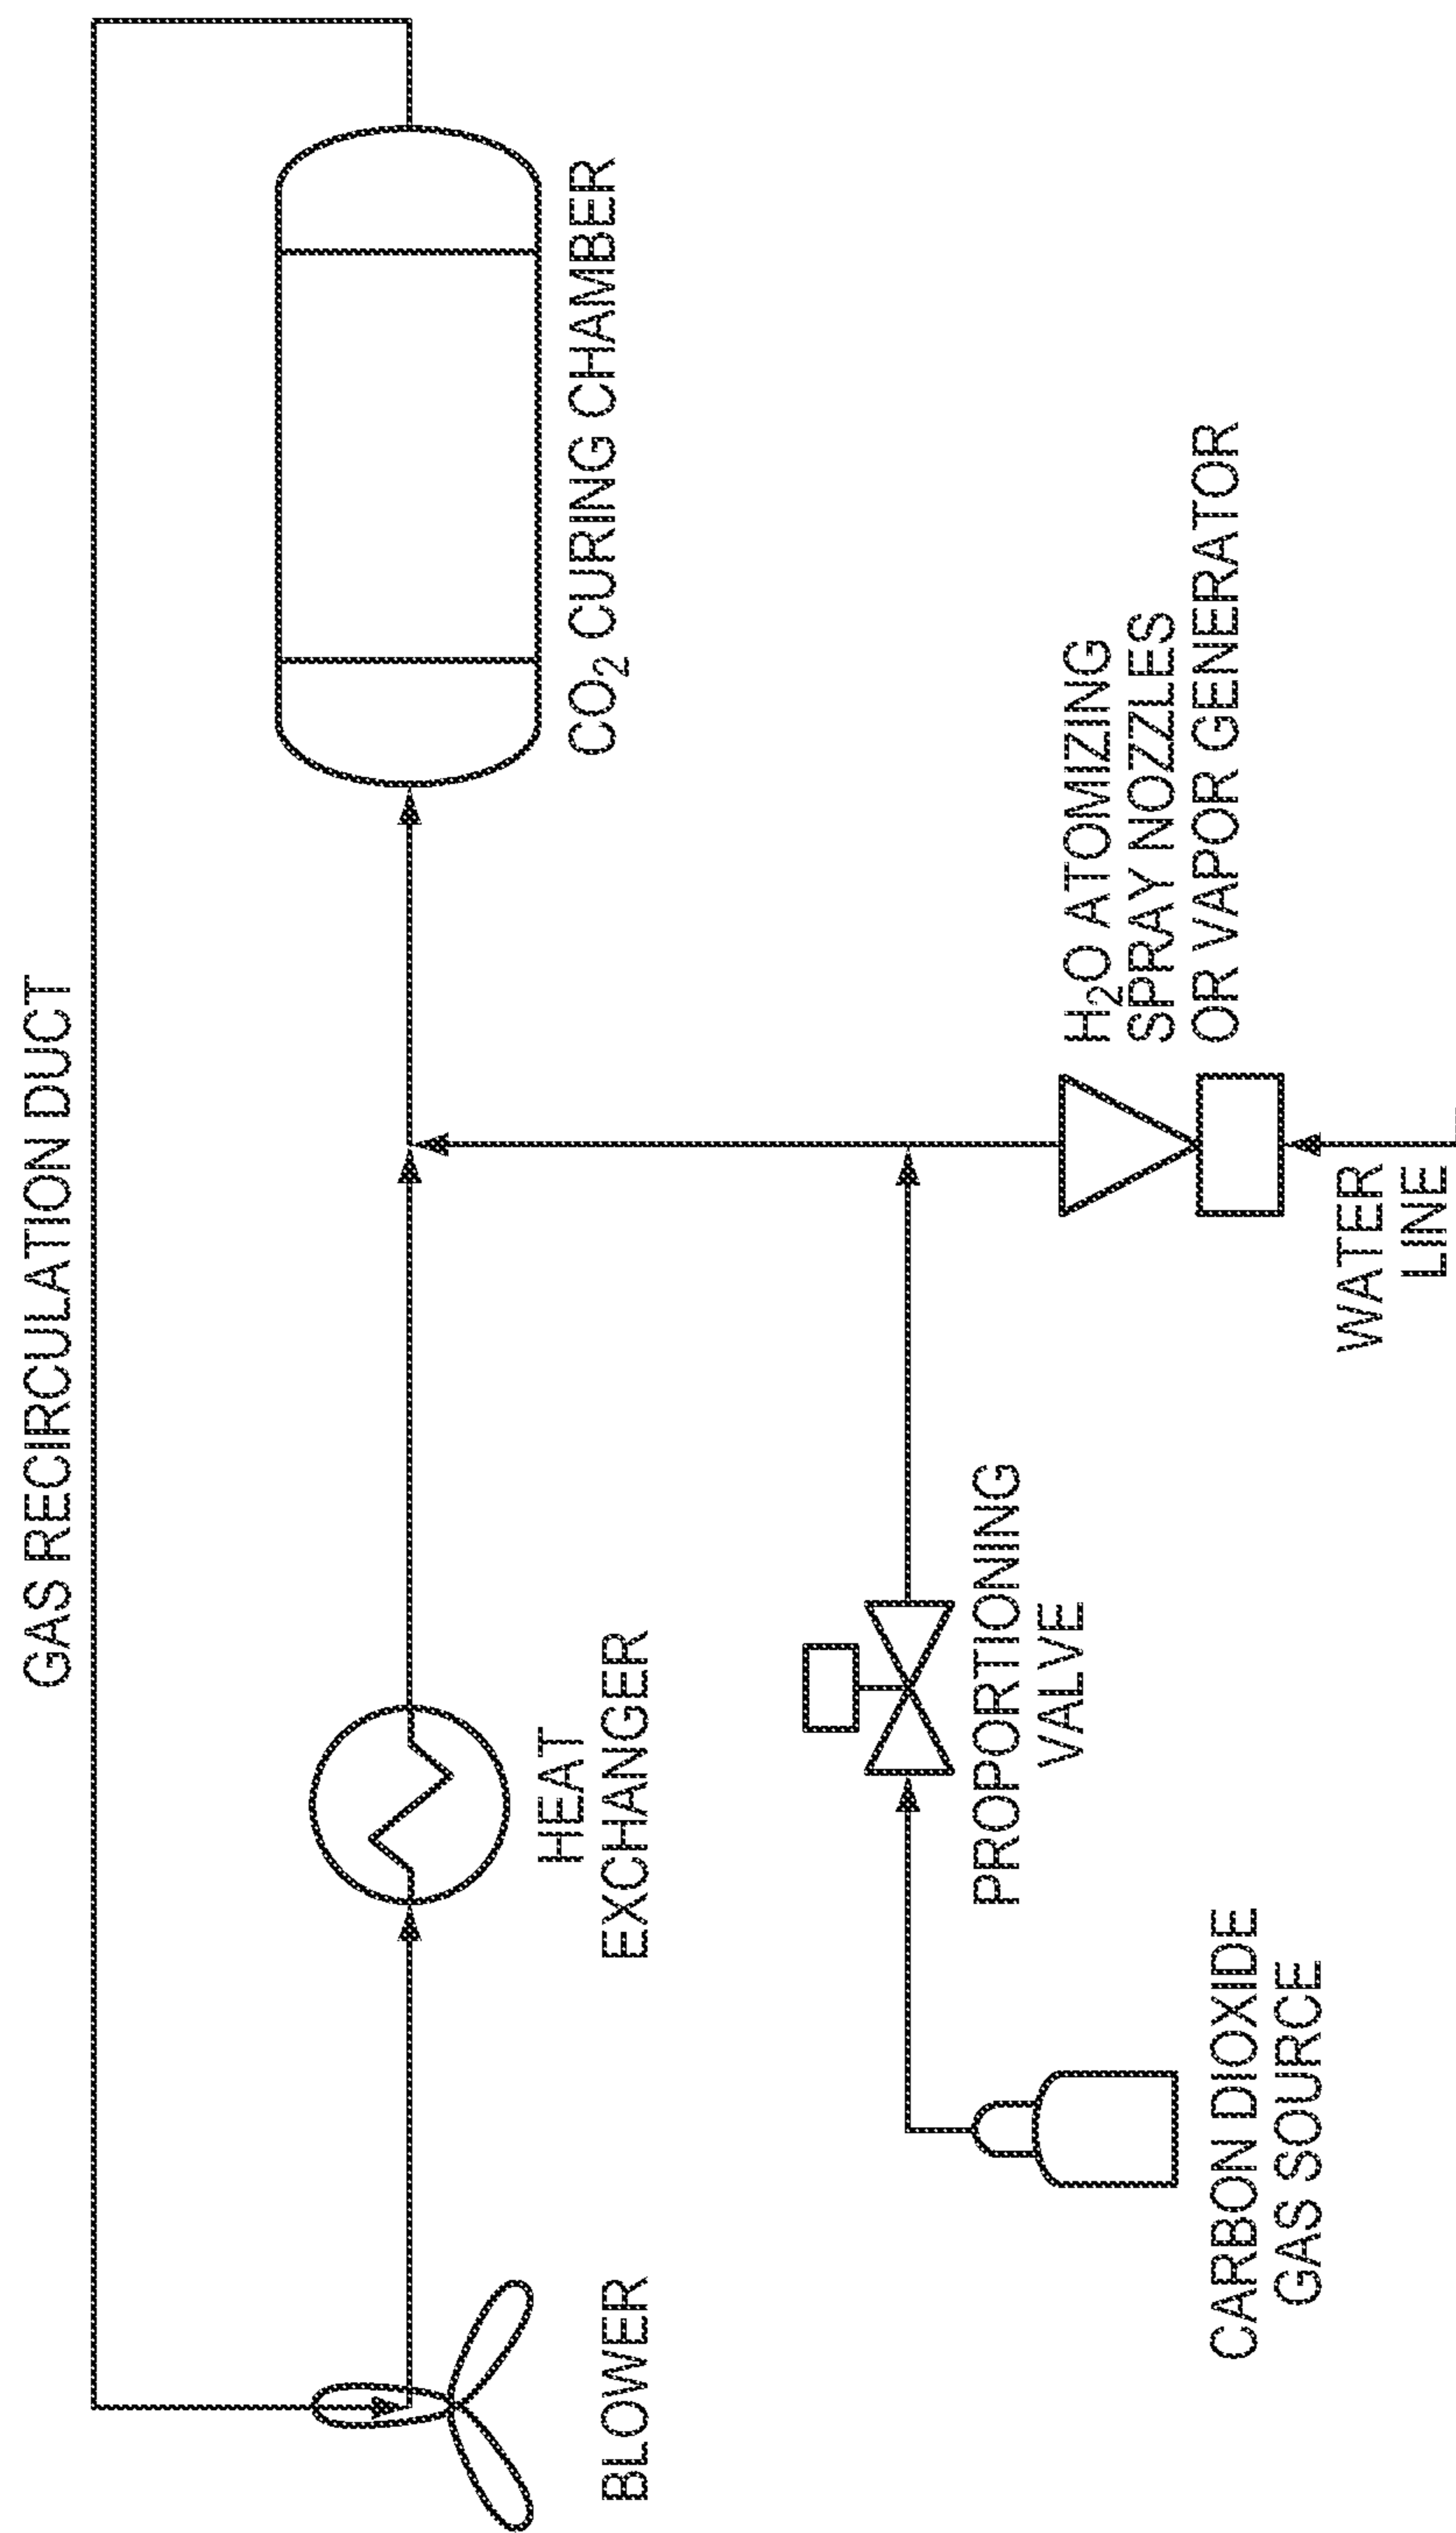 GAS RECIRCULATION DUCT
CO₂ CURING CHAMBER
HEAT
EXCHANGER
BLOWER
PROPORTIONING
VALVE
H₂O ATOMIZING
SPRAY NOZZLES
OR VAPOR GENERATOR
CARBON DIOXIDE
GAS SOURCE
WATER
LINE